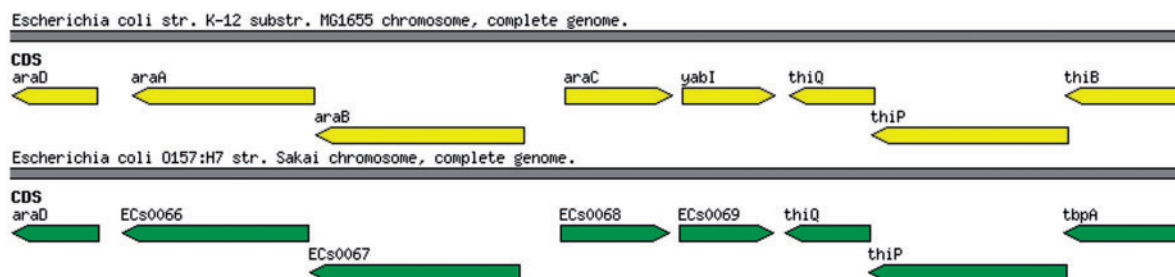 Escherichia coli str. K-12 substr. MG1655 chromosome, complete genome.
CDS
araD araA araC yabI thiQ thiB
araB thiP
Escherichia coli O157:H7 str. Sakai chromosome, complete genome.
CDS
araD ECs0066 ECs0068 ECs0069 thiQ tbpA
ECs0067 thiP